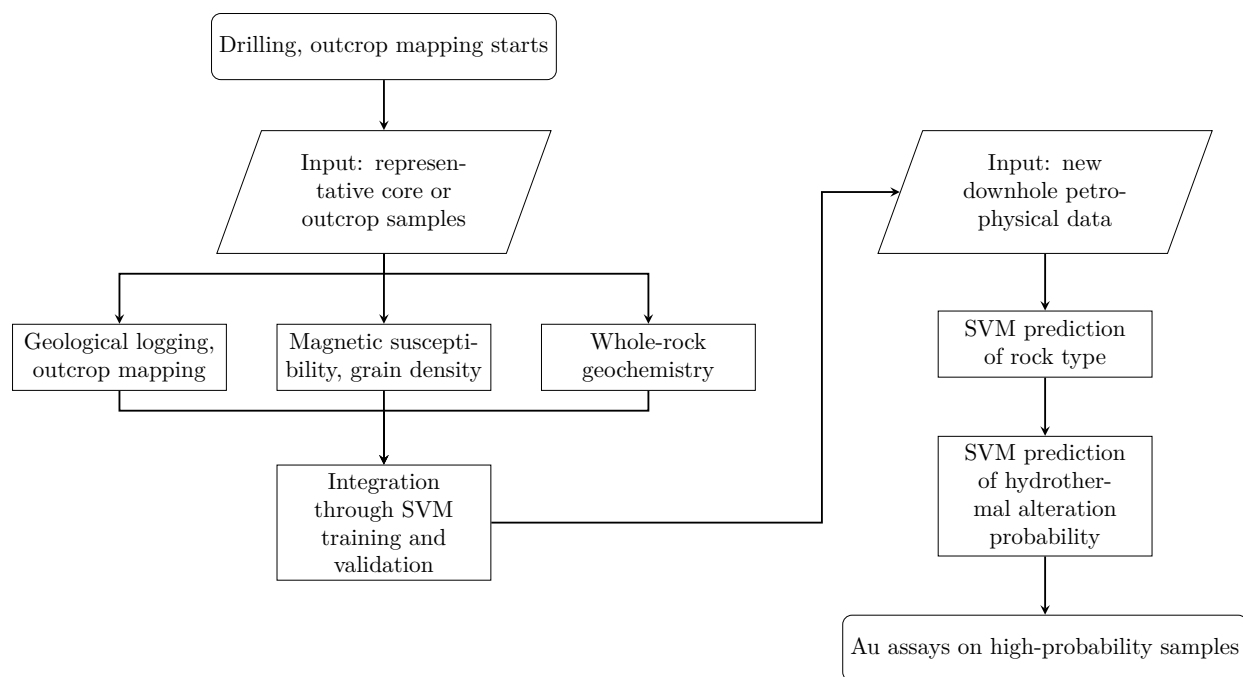 Drilling, outcrop mapping starts
Input: represen-
tative core or
outcrop samples
Geological logging,
outcrop mapping
Magnetic suscepti-
bility, grain density
Whole-rock
geochemistry
Integration
through SVM
training and
validation
Input: new
downhole petro-
physical data
SVM prediction
of rock type
SVM prediction
of hydrother-
mal alteration
probability
Au assays on high-probability samples